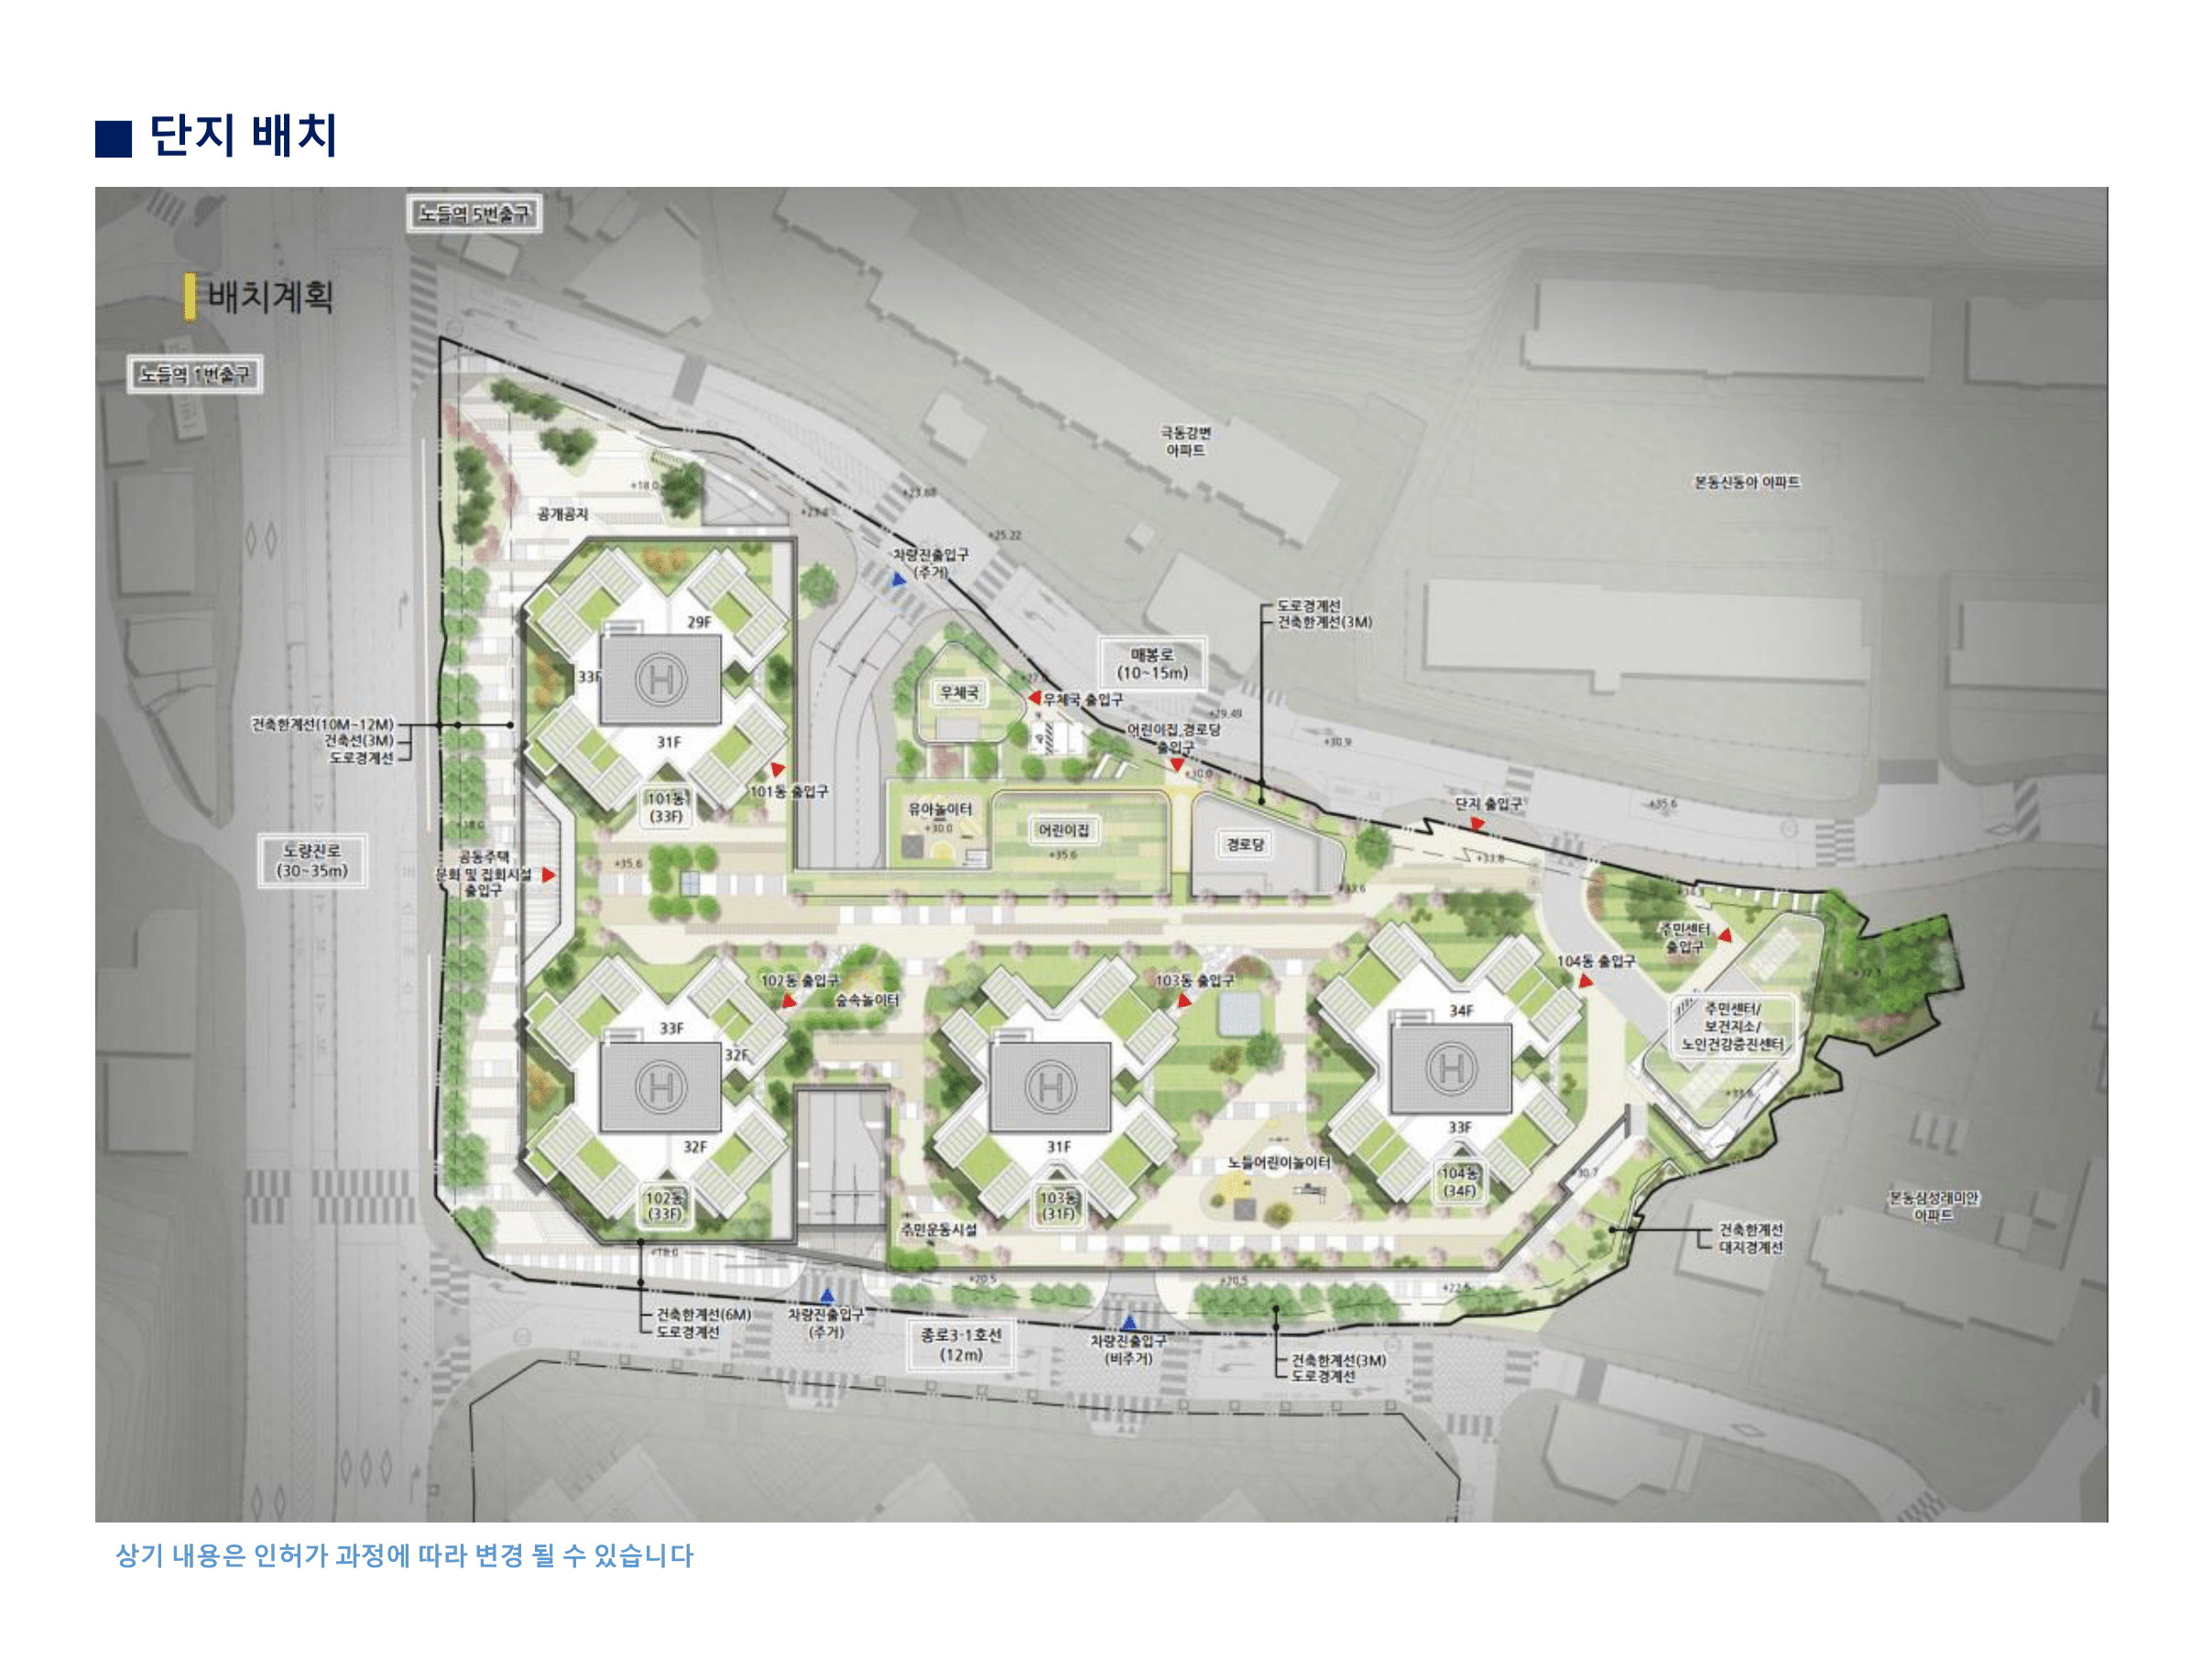 단지 배치
노들역 5번출구
배치계획
노들역 1번출구
극동강변
아파트
본동신동아 아파트
+18.0
공개공지
+23.88
+25.22
차량진출입구
(주거)
도로경계선
건축한계선(3M)
29F
33F
31F
매봉로
(10~15m)
우체국
우체국 출입구
+29.49
어린이집,경로당
출입구
+30.0
+30.9
건축한계선(10M~12M)
건축선(3M)
도로경계선
101동
(33F)
101동 출입구
유아놀이터
+30.0
어린이집
+35.6
경로당
단지 출입구
+35.6
+33.8
+33.6
노량진로
(30~35m)
+18.0
공동주택
문화 및 집회시설
출입구
+35.6
주민센터
출입구
102동 출입구
숲속놀이터
103동 출입구
104동 출입구
33F
32F
32F
102동
(33F)
31F
103동
(31F)
34F
33F
104동
(34F)
주민센터/
보건지소/
노인건강증진센터
노들어린이놀이터
주민운동시설
+30.7
본동삼성래미안
아파트
건축한계선
대지경계선
+18.0
+20.5
+20.5
건축한계선(6M)
도로경계선
차량진출입구
(주거)
종로3-1호선
(12m)
차량진출입구
(비주거)
건축한계선(3M)
도로경계선
상기 내용은 인허가 과정에 따라 변경 될 수 있습니다